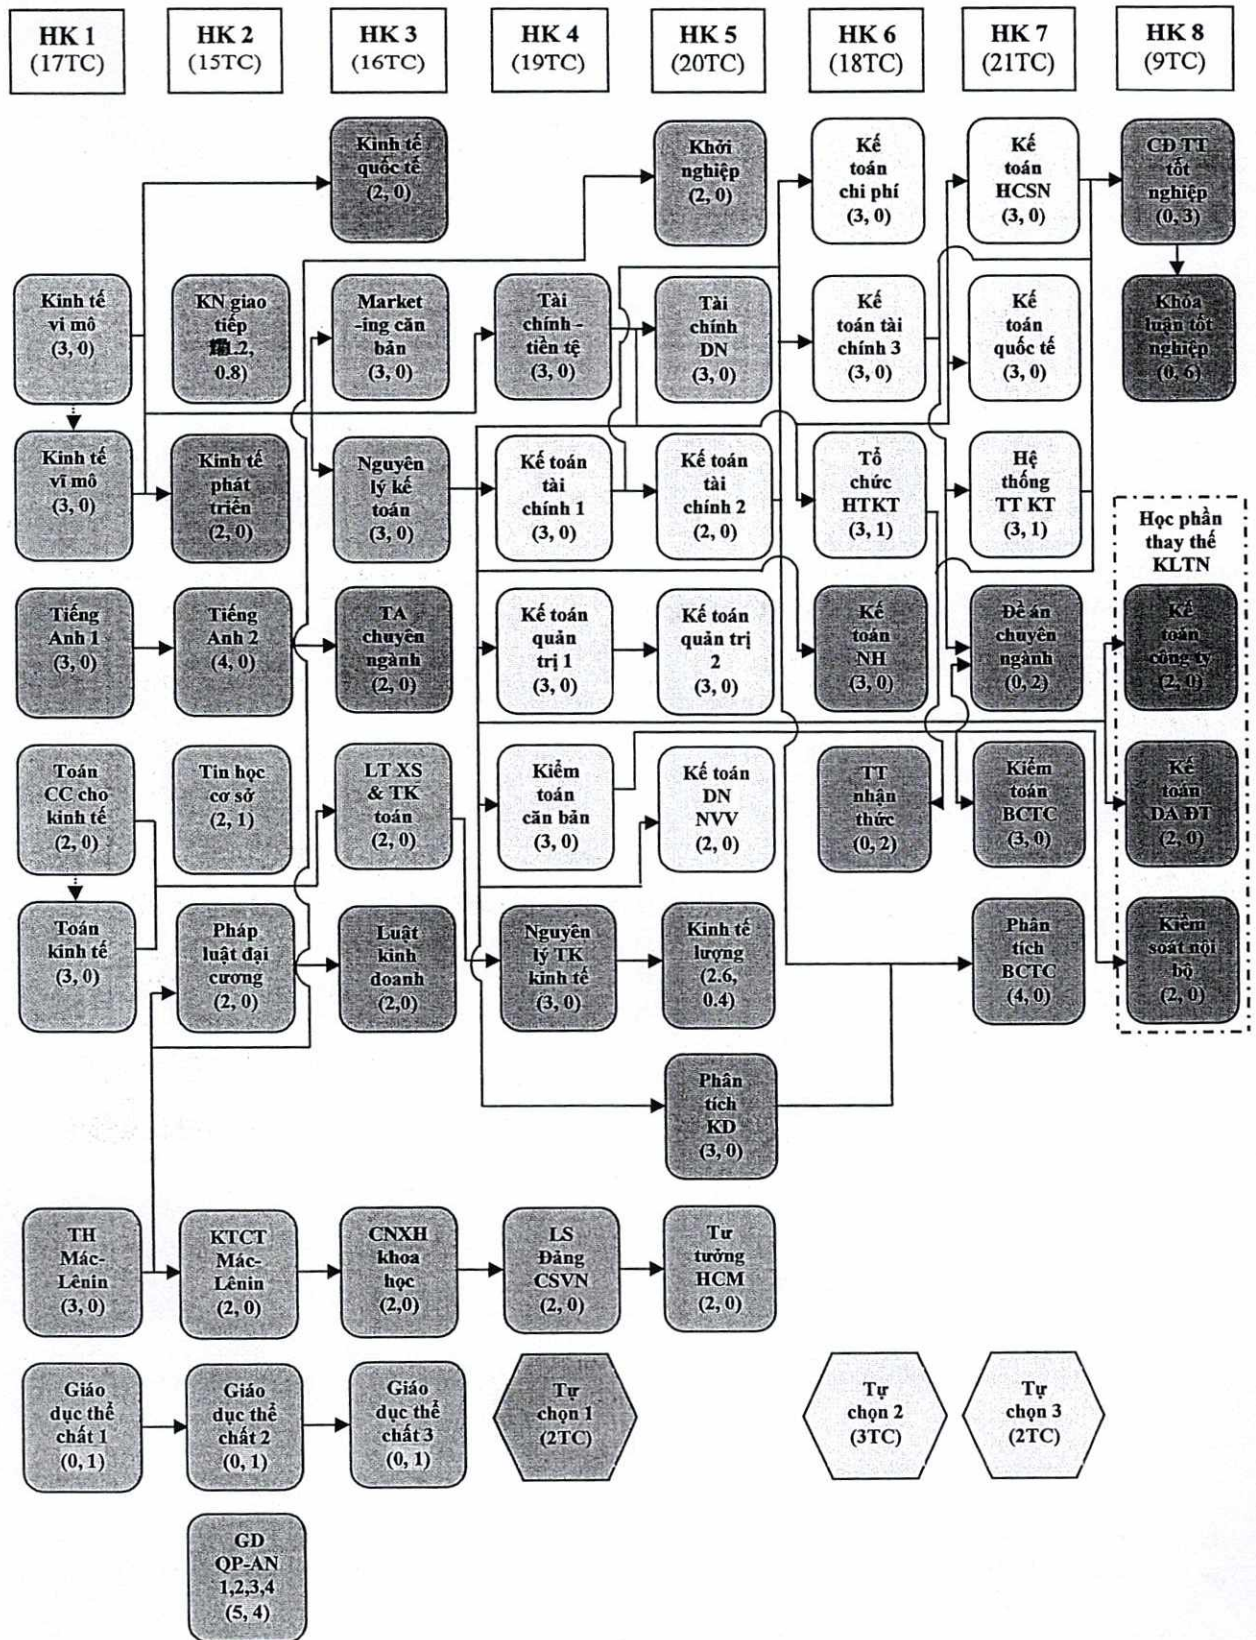 HK 1
(17TC)
HK 2
(15TC)
HK 3
(16TC)
HK 4
(19TC)
HK 5
(20TC)
HK 6
(18TC)
HK 7
(21TC)
HK 8
(9TC)
Kinh tế
quốc tế
(2, 0)
Khởi
nghiệp
(2, 0)
Kế
toán
chi phí
(3, 0)
Kế
toán
HCSN
(3, 0)
CĐ TT
tốt
nghiệp
(0, 3)
Kinh tế
vi mô
(3, 0)
KN giao
tiếp
1.2,
0.8)
Market
-ing căn
bản
(3, 0)
Tài
chính -
tiền tệ
(3, 0)
Tài
chính
DN
(3, 0)
Kế
toán tài
chính 3
(3, 0)
Kế
toán
quốc tế
(3, 0)
Khóa
luận tốt
nghiệp
(0, 6)
Kinh tế
vĩ mô
(3, 0)
Kinh tế
phát
triển
(2, 0)
Nguyên
lý kế
toán
(3, 0)
Kế toán
tài
chính 1
(3, 0)
Kế toán
tài
chính 2
(2, 0)
Tổ
chức
HTKT
(3, 1)
Hệ
thống
TT KT
(3, 1)
Học phần
thay thế
KLTN
Tiếng
Anh 1
(3, 0)
Tiếng
Anh 2
(4, 0)
TA
chuyên
ngành
(2, 0)
Kế toán
quản
trị 1
(3, 0)
Kế toán
quản trị
2
(3, 0)
Kế
toán
NH
(3, 0)
Đề án
chuyên
ngành
(0, 2)
Kế
toán
công ty
(2, 0)
Toán
CC cho
kinh tế
(2, 0)
Tin học
cơ sở
(2, 1)
LT XS
& TK
toán
(2, 0)
Kiểm
toán
căn bản
(3, 0)
Kế toán
DN
NVV
(2, 0)
TT
nhận
thức
(0, 2)
Kiểm
toán
BCTC
(3, 0)
Kế
toán
DA ĐT
(2, 0)
Toán
kinh tế
(3, 0)
Pháp
luật đại
cương
(2, 0)
Luật
kinh
doanh
(2,0)
Nguyên
lý TK
kinh tế
(3, 0)
Kinh tế
lượng
(2.6,
0.4)
Phân
tích
BCTC
(4, 0)
Kiểm
soát nội
bộ
(2, 0)
Phân
tích
KD
(3, 0)
TH
Mác-
Lênin
(3, 0)
KTCT
Mác-
Lênin
(2, 0)
CNXH
khoa
học
(2,0)
LS
Đảng
CSVN
(2, 0)
Tư
tưởng
HCM
(2, 0)
Giáo
dục thể
chất 1
(0, 1)
Giáo
dục thể
chất 2
(0, 1)
Giáo
dục thể
chất 3
(0, 1)
Tự
chọn 1
(2TC)
Tự
chọn 2
(3TC)
Tự
chọn 3
(2TC)
GD
QP-AN
1,2,3,4
(5, 4)